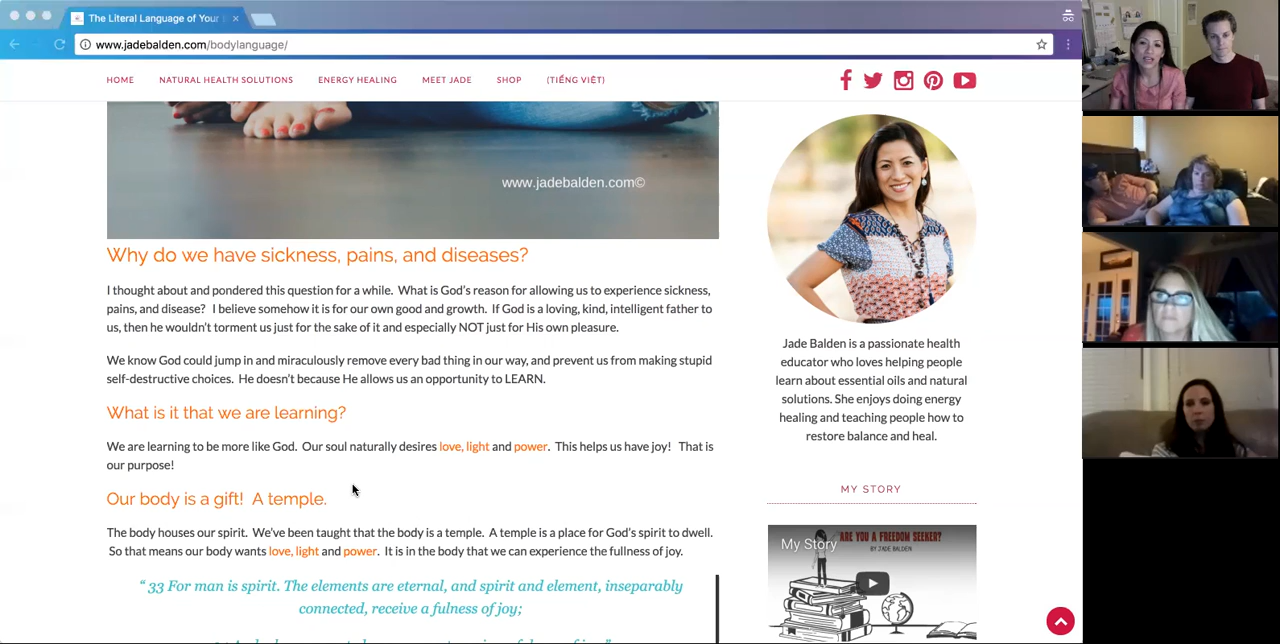 The Literal Language of Your
www.jadebalden.com/bodylanguage/
HOME NATURAL HEALTH SOLUTIONS ENERGY HEALING MEET JADE SHOP (TIẾNG VIỆT)
www.jadebalden.com©
Why do we have sickness, pains, and diseases?
I thought about and pondered this question for a while. What is God's reason for allowing us to experience sickness,
pains, and disease? I believe somehow it is for our own good and growth. If God is a loving, kind, intelligent father to
us, then he wouldn't torment us just for the sake of it and especially NOT just for His own pleasure.
We know God could jump in and miraculously remove every bad thing in our way, and prevent us from making stupid
self-destructive choices. He doesn't because He allows us an opportunity to LEARN.
What is it that we are learning?
We are learning to be more like God. Our soul naturally desires love, light and power. This helps us have joy! That is
our purpose!
Our body is a gift! A temple.
The body houses our spirit. We've been taught that the body is a temple. A temple is a place for God's spirit to dwell.
So that means our body wants love, light and power. It is in the body that we can experience the fullness of joy.
“ 33 For man is spirit. The elements are eternal, and spirit and element, inseparably
connected, receive a fulness of joy;
Jade Balden is a passionate health
educator who loves helping people
learn about essential oils and natural
solutions. She enjoys doing energy
healing and teaching people how to
restore balance and heal.
MY STORY
My Story
ARE YOU A FREEDOM SEEKER?
BY JADE BALDEN